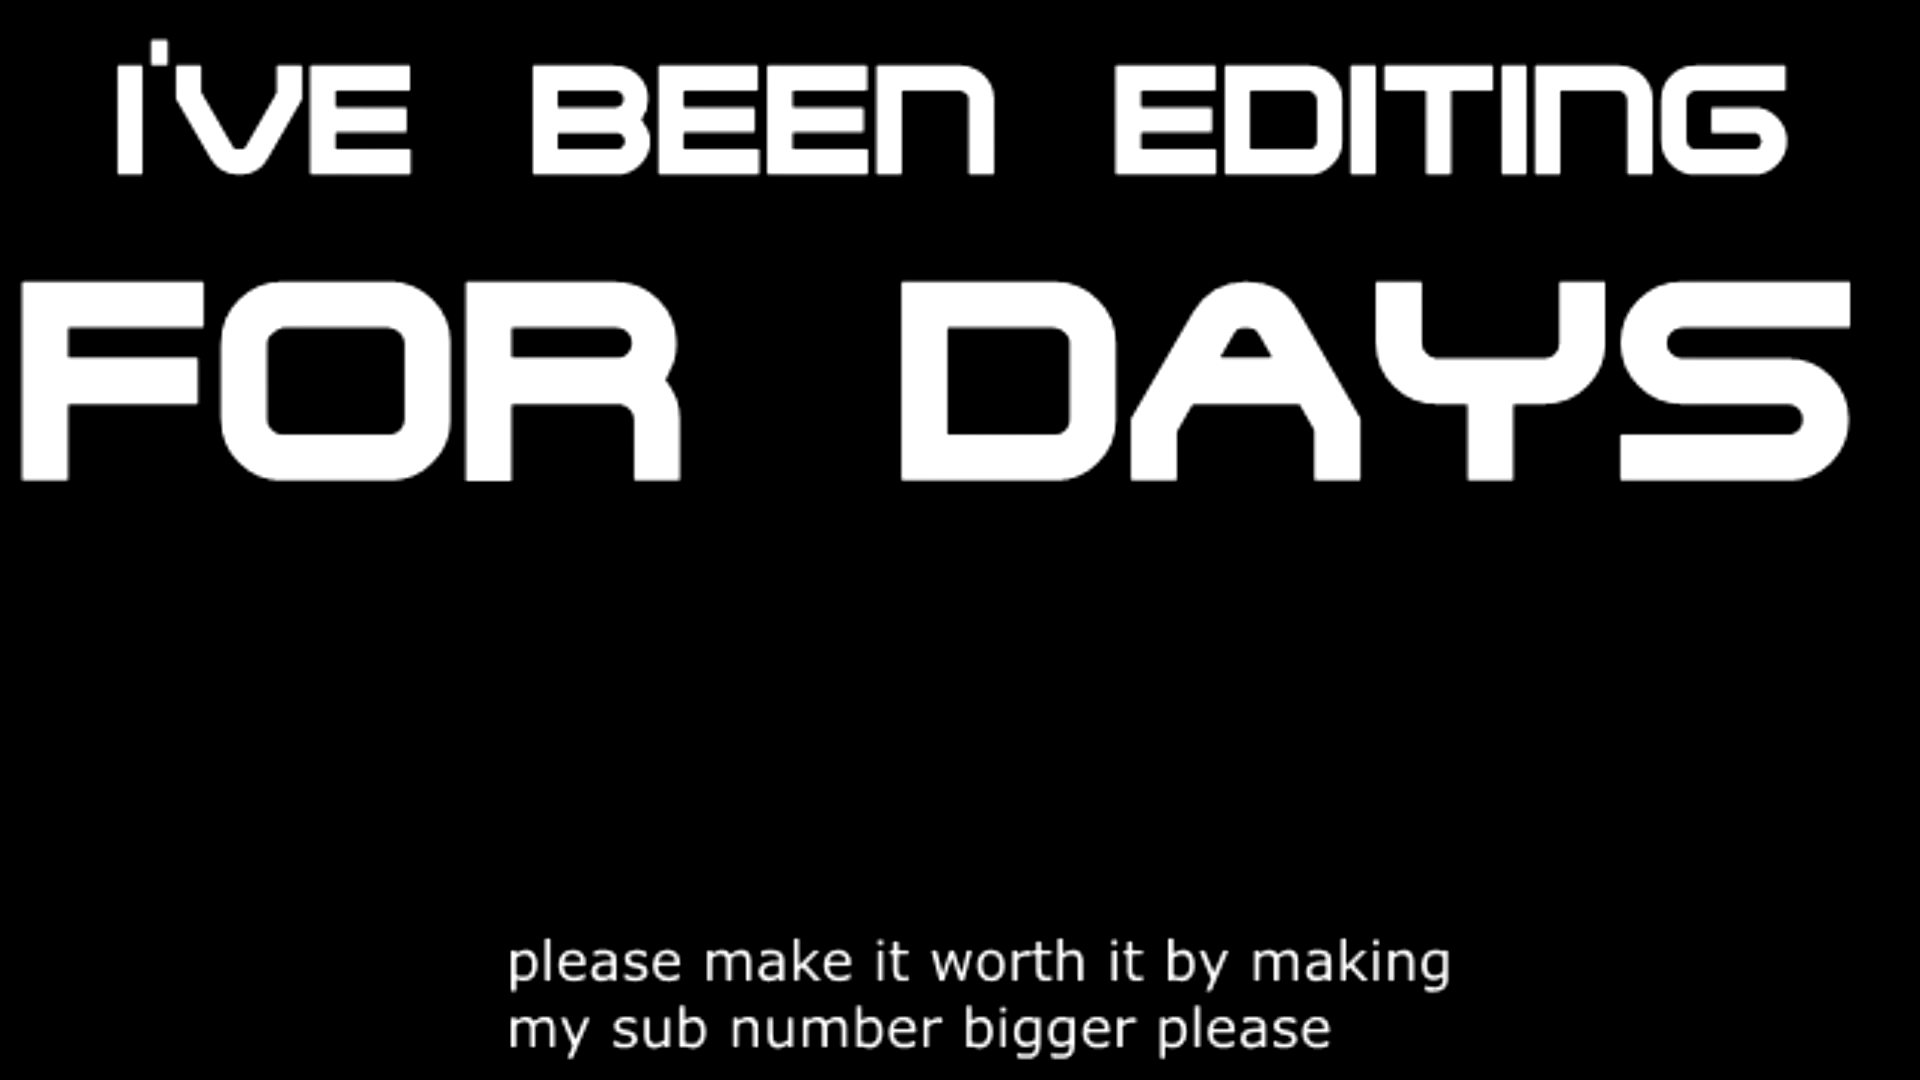 I'VE BEEN EDITING
FOR DAYS
please make it worth it by making
my sub number bigger please